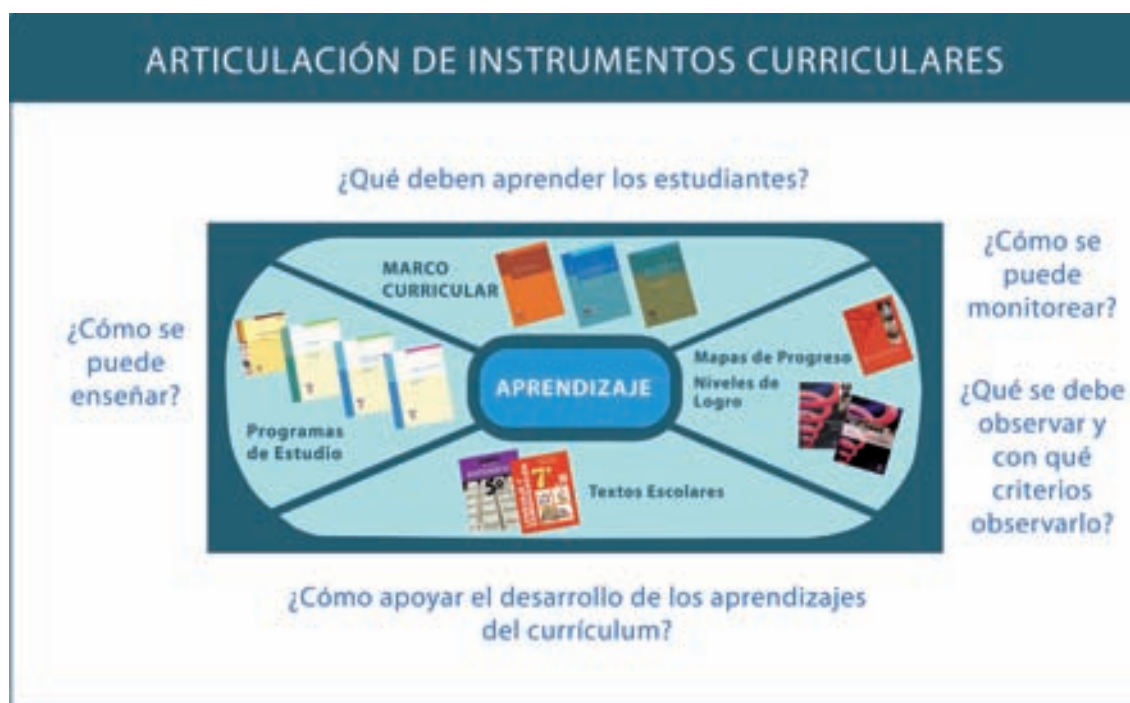 ARTICULACIÓN DE INSTRUMENTOS CURRICULARES
¿Qué deben aprender los estudiantes?
¿Cómo se
puede
monitorear?
¿Cómo se
puede
enseñar?
MARCO
CURRICULAR
Mapas de Progreso
Niveles de
Logro
APRENDIZAJE
¿Qué se debe
observar y
con qué
criterios
observarlo?
Programas
de Estudio
5º
7º
Textos Escolares
¿Cómo apoyar el desarrollo de los aprendizajes
del currículum?